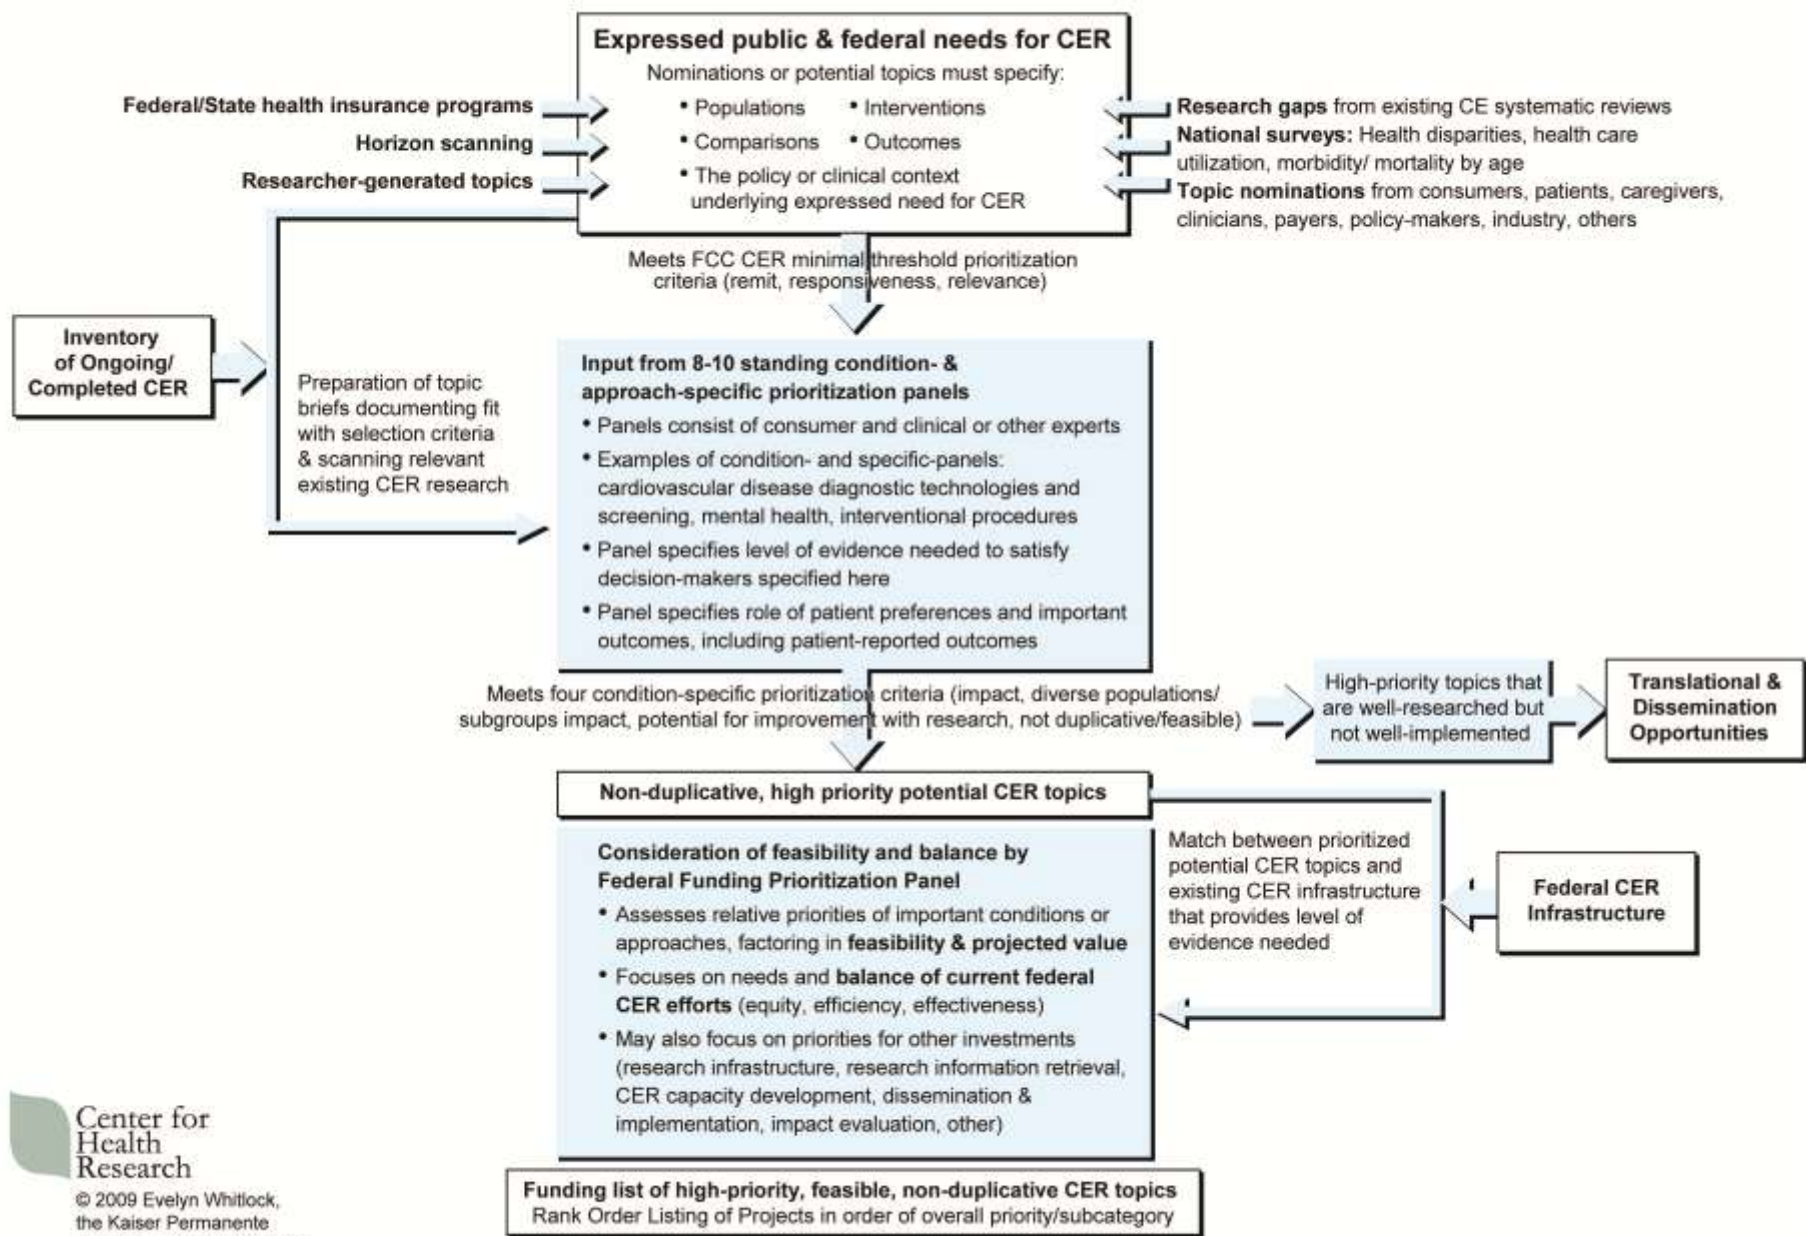 Expressed public & federal needs for CER
Nominations or potential topics must specify:
• Populations
• Interventions
• Comparisons
• Outcomes
• The policy or clinical context
underlying expressed need for CER
Federal/State health insurance programs
Horizon scanning
Researcher-generated topics
Research gaps from existing CE systematic reviews
National surveys: Health disparities, health care
utilization, morbidity/ mortality by age
Topic nominations from consumers, patients, caregivers,
clinicians, payers, policy-makers, industry, others
Meets FCC CER minimal threshold prioritization
criteria (remit, responsiveness, relevance)
Inventory
of Ongoing/
Completed CER
Preparation of topic
briefs documenting fit
with selection criteria
& scanning relevant
existing CER research
Input from 8-10 standing condition- &
approach-specific prioritization panels
• Panels consist of consumer and clinical or other experts
• Examples of condition- and specific-panels:
cardiovascular disease diagnostic technologies and
screening, mental health, interventional procedures
• Panel specifies level of evidence needed to satisfy
decision-makers specified here
• Panel specifies role of patient preferences and important
outcomes, including patient-reported outcomes
Meets four condition-specific prioritization criteria (impact, diverse populations/
subgroups impact, potential for improvement with research, not duplicative/feasible)
High-priority topics that
are well-researched but
not well-implemented
Translational &
Dissemination
Opportunities
Non-duplicative, high priority potential CER topics
Consideration of feasibility and balance by
Federal Funding Prioritization Panel
• Assesses relative priorities of important conditions or
approaches, factoring in feasibility & projected value
• Focuses on needs and balance of current federal
CER efforts (equity, efficiency, effectiveness)
• May also focus on priorities for other investments
(research infrastructure, research information retrieval,
CER capacity development, dissemination &
implementation, impact evaluation, other)
Match between prioritized
potential CER topics and
existing CER infrastructure
that provides level of
evidence needed
Federal CER
Infrastructure
Funding list of high-priority, feasible, non-duplicative CER topics
Rank Order Listing of Projects in order of overall priority/subcategory
Center for
Health
Research
© 2009 Evelyn Whitlock,
the Kaiser Permanente